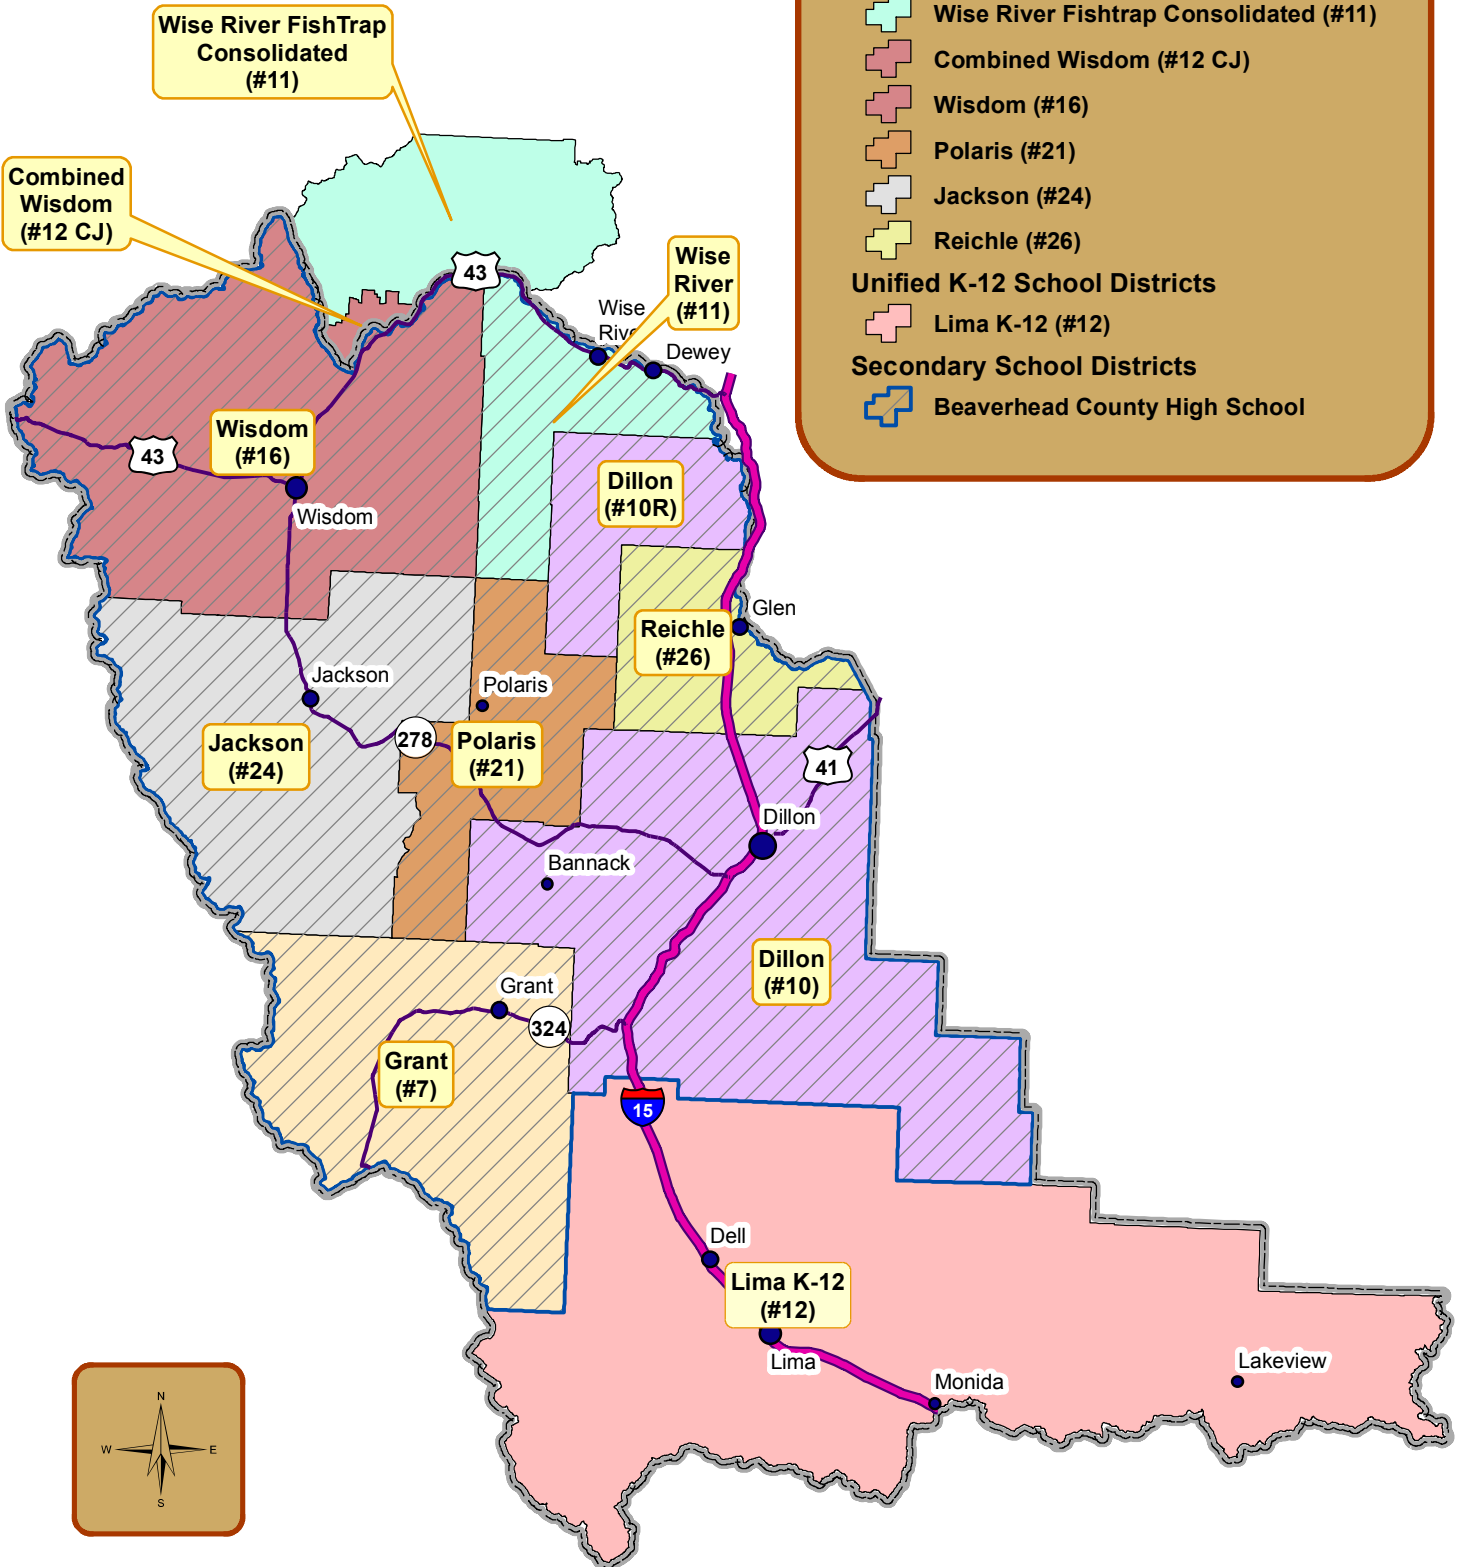 Wise River FishTrap
Consolidated
(#11)
Wise River Fishtrap Consolidated (#11)
Combined Wisdom (#12 CJ)
Wisdom (#16)
Polaris (#21)
Jackson (#24)
Reichle (#26)
Unified K-12 School Districts
Lima K-12 (#12)
Secondary School Districts
Beaverhead County High School
Combined
Wisdom
(#12 CJ)
43
Wise
River
(#11)
Wise
Dewey
Wisdom
(#16)
43
Wisdom
Dillon
(#10R)
Glen
Reichle
(#26)
Jackson
Polaris
Jackson
(#24)
278
Polaris
(#21)
41
Dillon
Bannack
Dillon
(#10)
Grant
324
Grant
(#7)
15
Dell
Lima K-12
(#12)
Lima
Monida
Lakeview
N
W
E
S